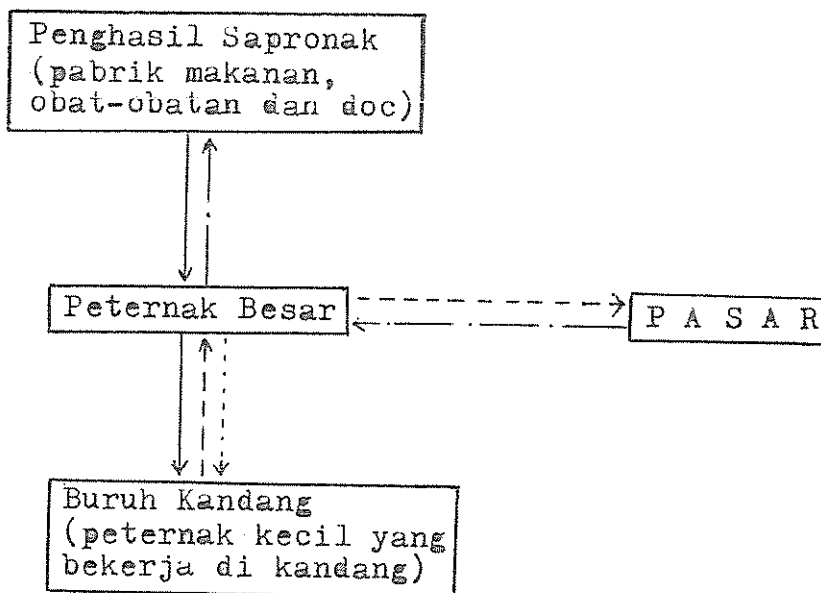 Penghasil Sapronak
(pabrik makanan,
obat-obatan dan doc)
Peternak Besar
P A S A R
Buruh Kandang
(peternak kecil yang
bekerja di kandang)